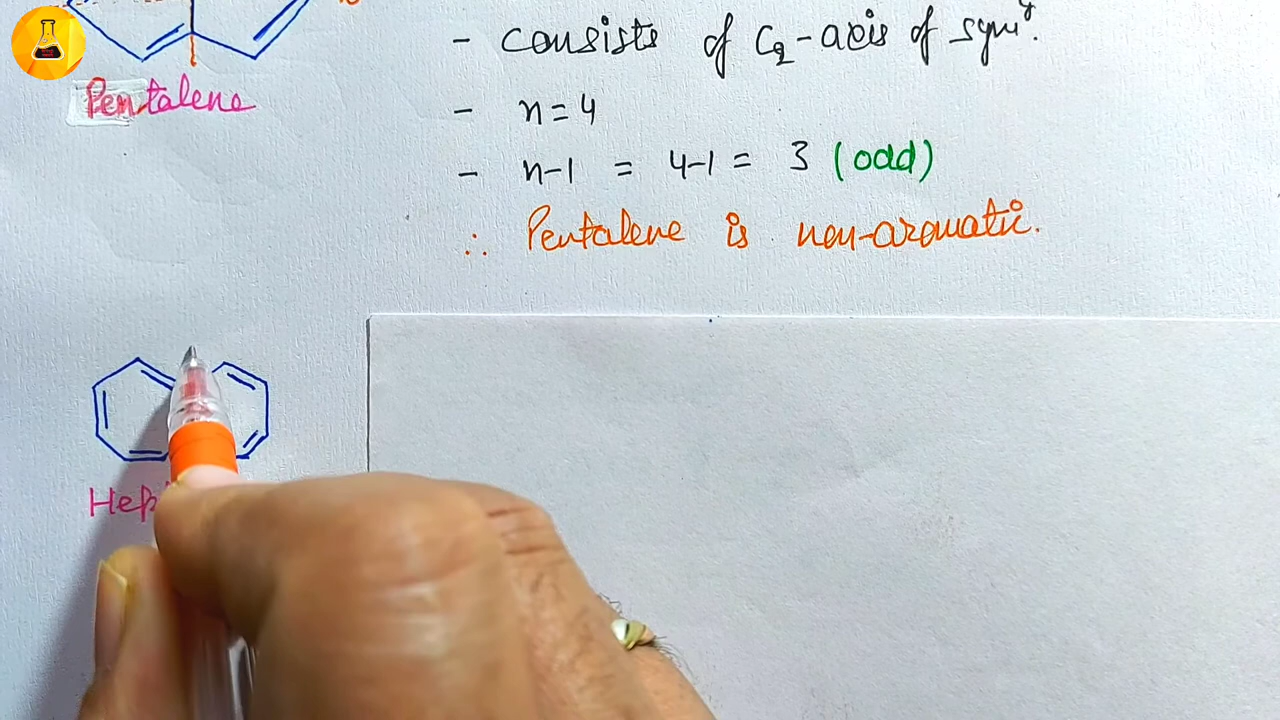 - consists of C2-axis of symy.
Pentalene
- n=4
- n-1 = 4-1 = 3 (odd)
∴ Pentalene is non-aromatic.